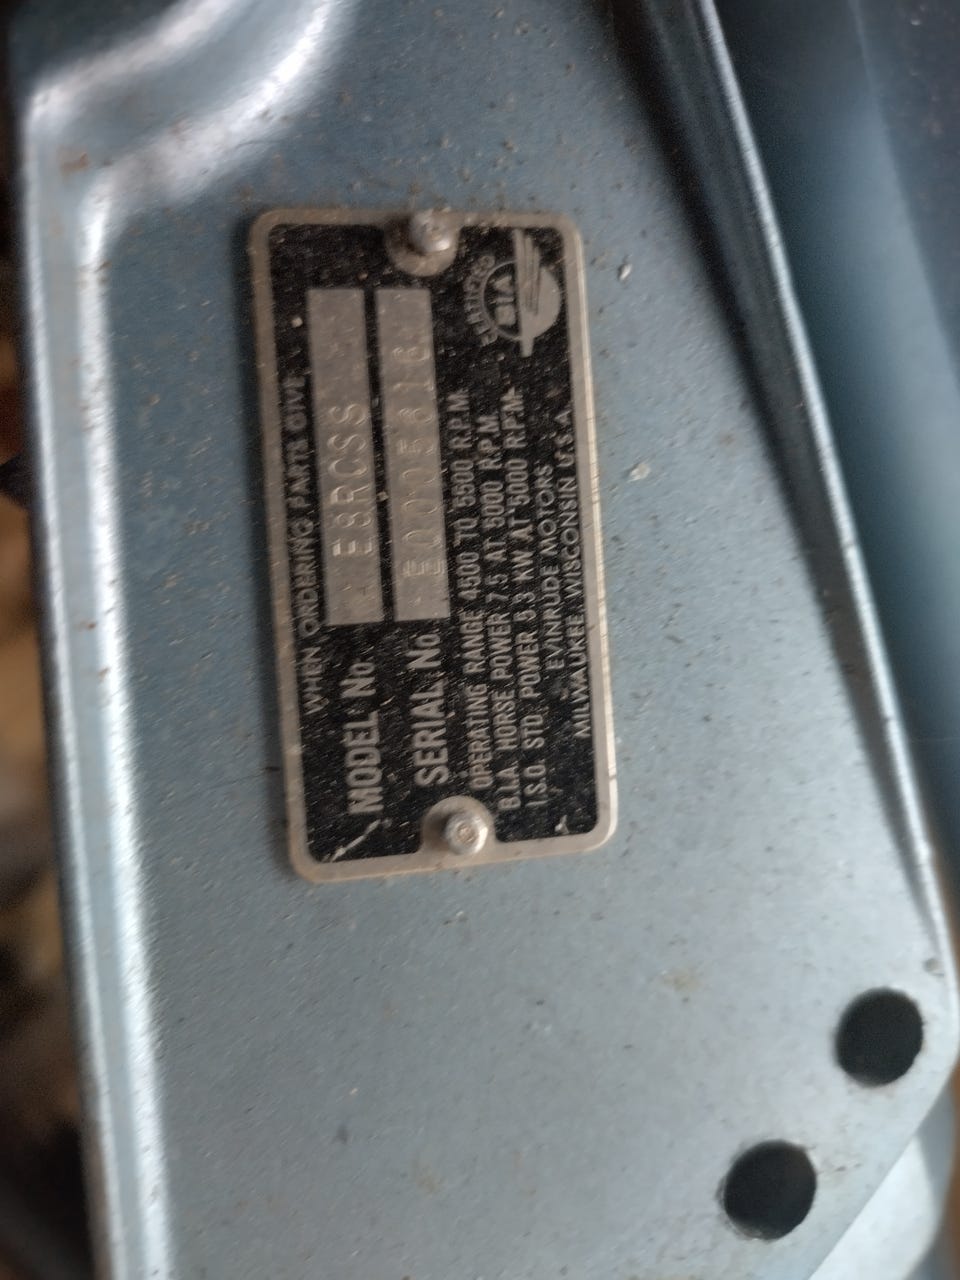 WHEN ORDERING PARTS GIVE
MODEL No. E8RCSS
SERIAL No. E0005816
CERTIFIED
BIA
OPERATING RANGE 4500 TO 5500 R.P.M.
B.I.A. HORSE POWER 7.5 AT 5000 R.P.M.
I.S.O. STD. POWER 5.3 KW AT 5000 R.P.M.
EVINRUDE MOTORS
MILWAUKEE, WISCONSIN U.S.A.